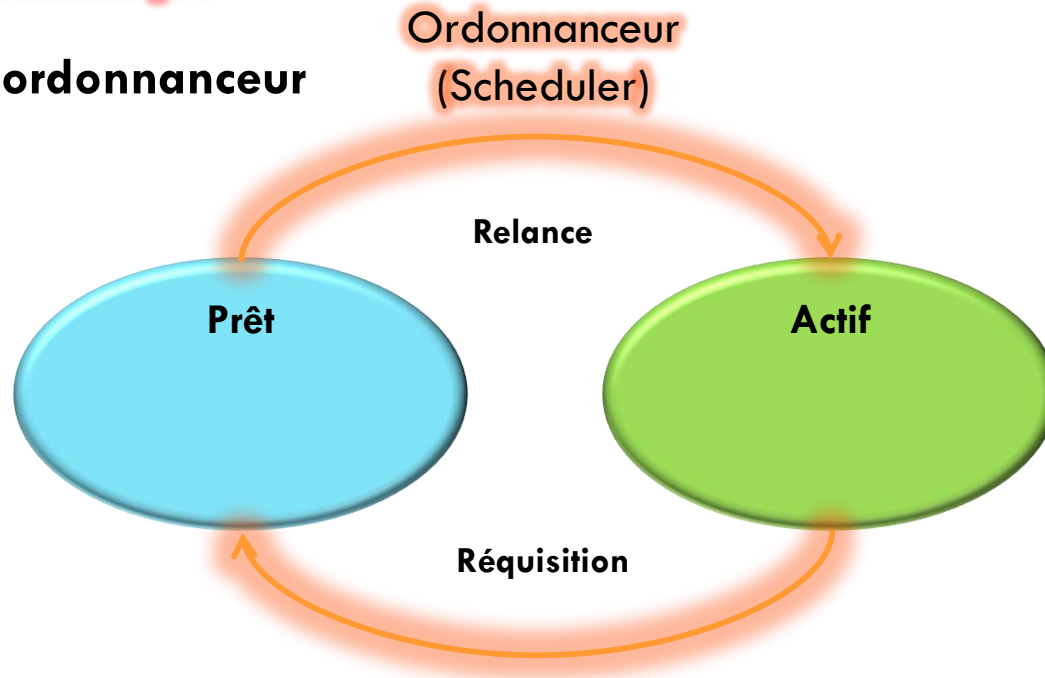 Ordonnanceur
(Scheduler)
ordonnanceur
Relance
Prêt
Actif
Réquisition